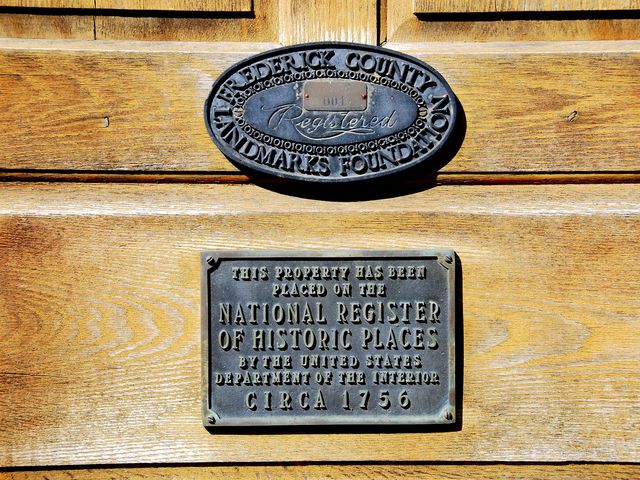 FREDERICK COUNTY
Registered
LANDMARKS FOUNDATION
THIS PROPERTY HAS BEEN
PLACED ON THE
NATIONAL REGISTER
OF HISTORIC PLACES
BY THE UNITED STATES
DEPARTMENT OF THE INTERIOR
CIRCA 1756